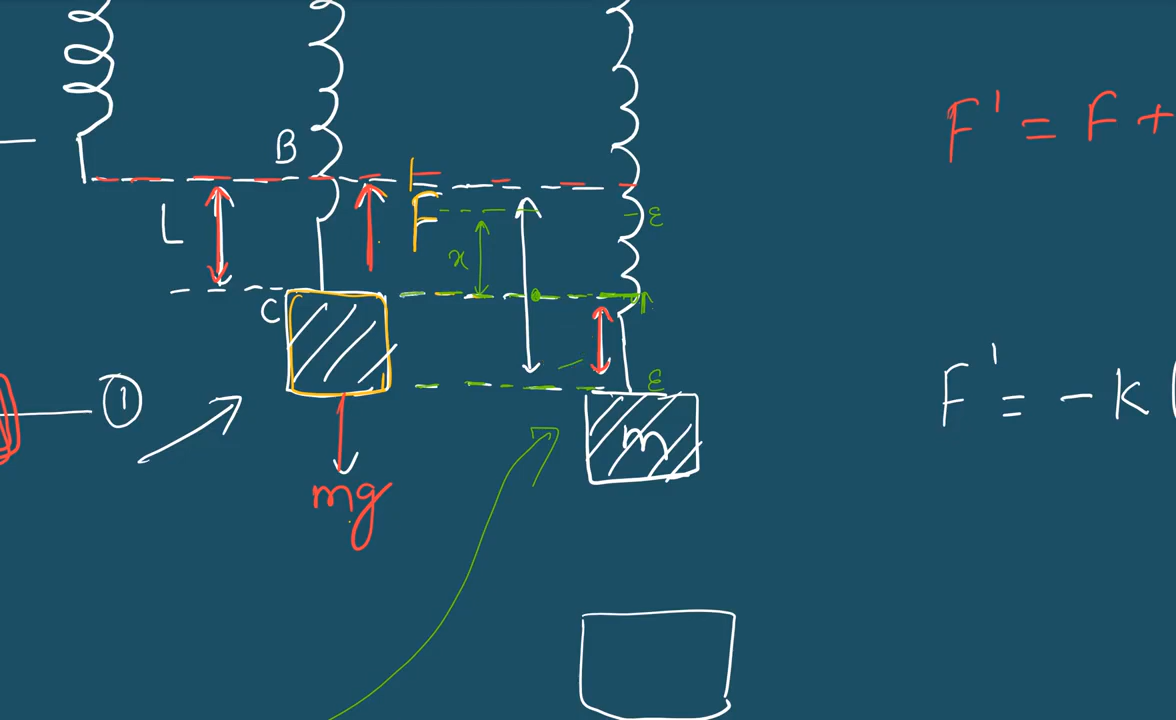 F' = F +
B
L
F
x
ε
C
F' = -k(
ε
①
m
mg